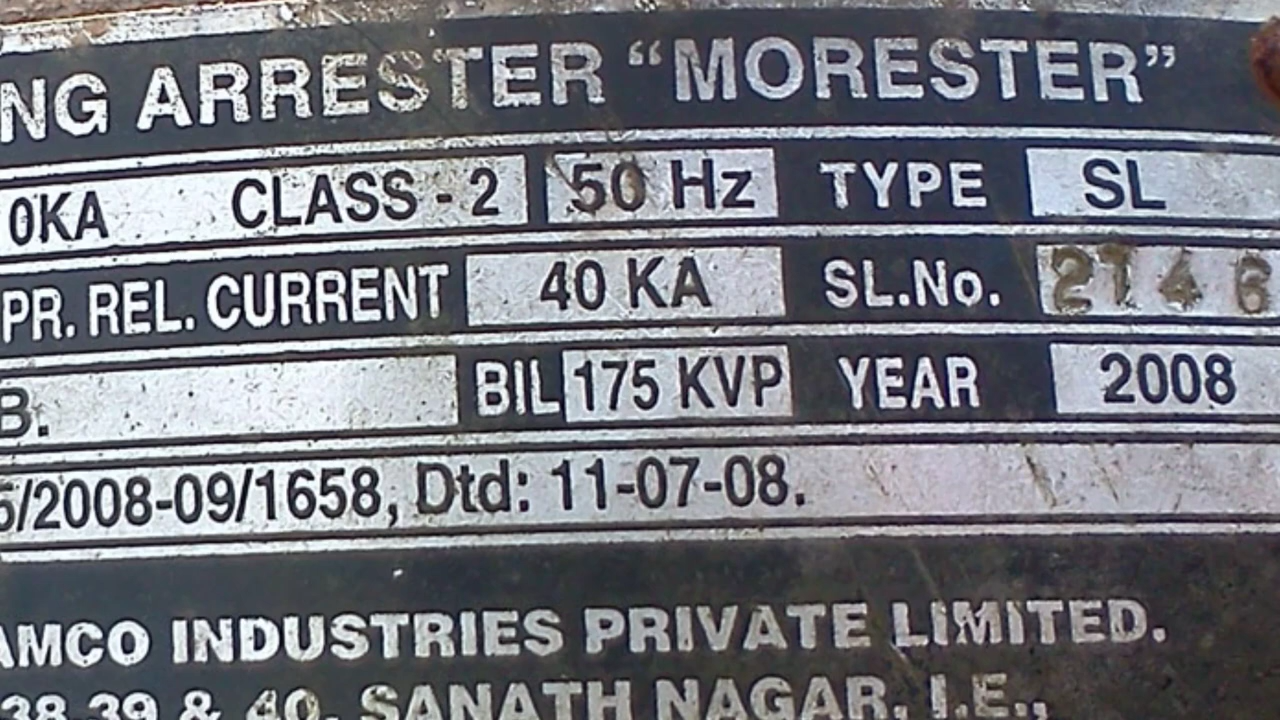 NG ARRESTER “MORESTER”
0KA CLASS - 2 50 Hz TYPE SL
PR. REL. CURRENT 40 KA SL.No. 2146
B. BIL 175 KVP YEAR 2008
5/2008-09/1658, Dtd: 11-07-08.
AMCO INDUSTRIES PRIVATE LIMITED.
38,39 & 40, SANATH NAGAR, I.E.,